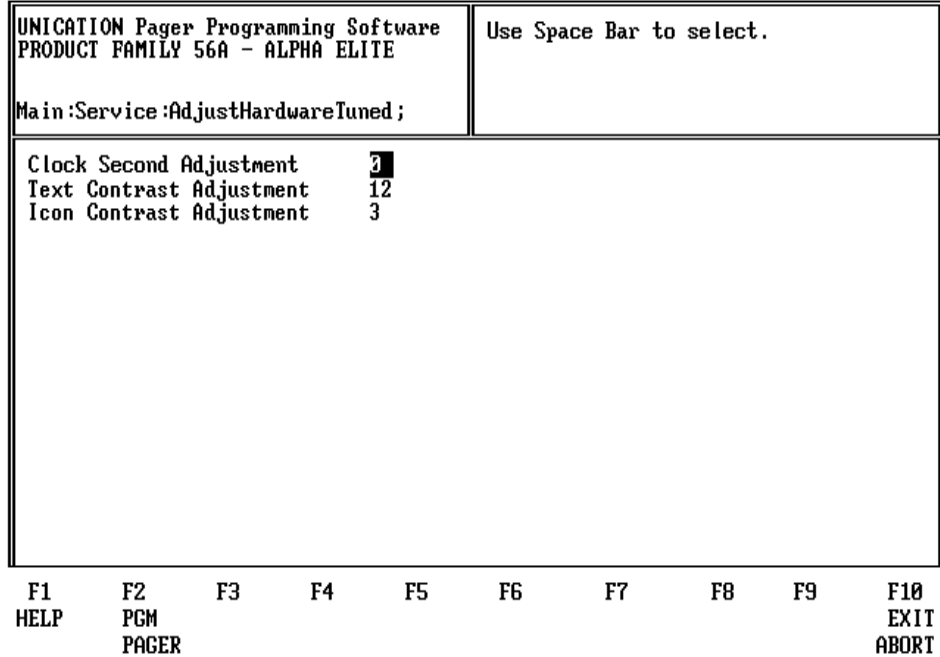 UNICATION Pager Programming Software
PRODUCT FAMILY 56A - ALPHA ELITE
Main:Service:AdjustHardwareTuned;
Use Space Bar to select.
Clock Second Adjustment 0
Text Contrast Adjustment 12
Icon Contrast Adjustment 3
F1 F2 F3 F4 F5 F6 F7 F8 F9 F10
HELP PGM EXIT
PAGER ABORT